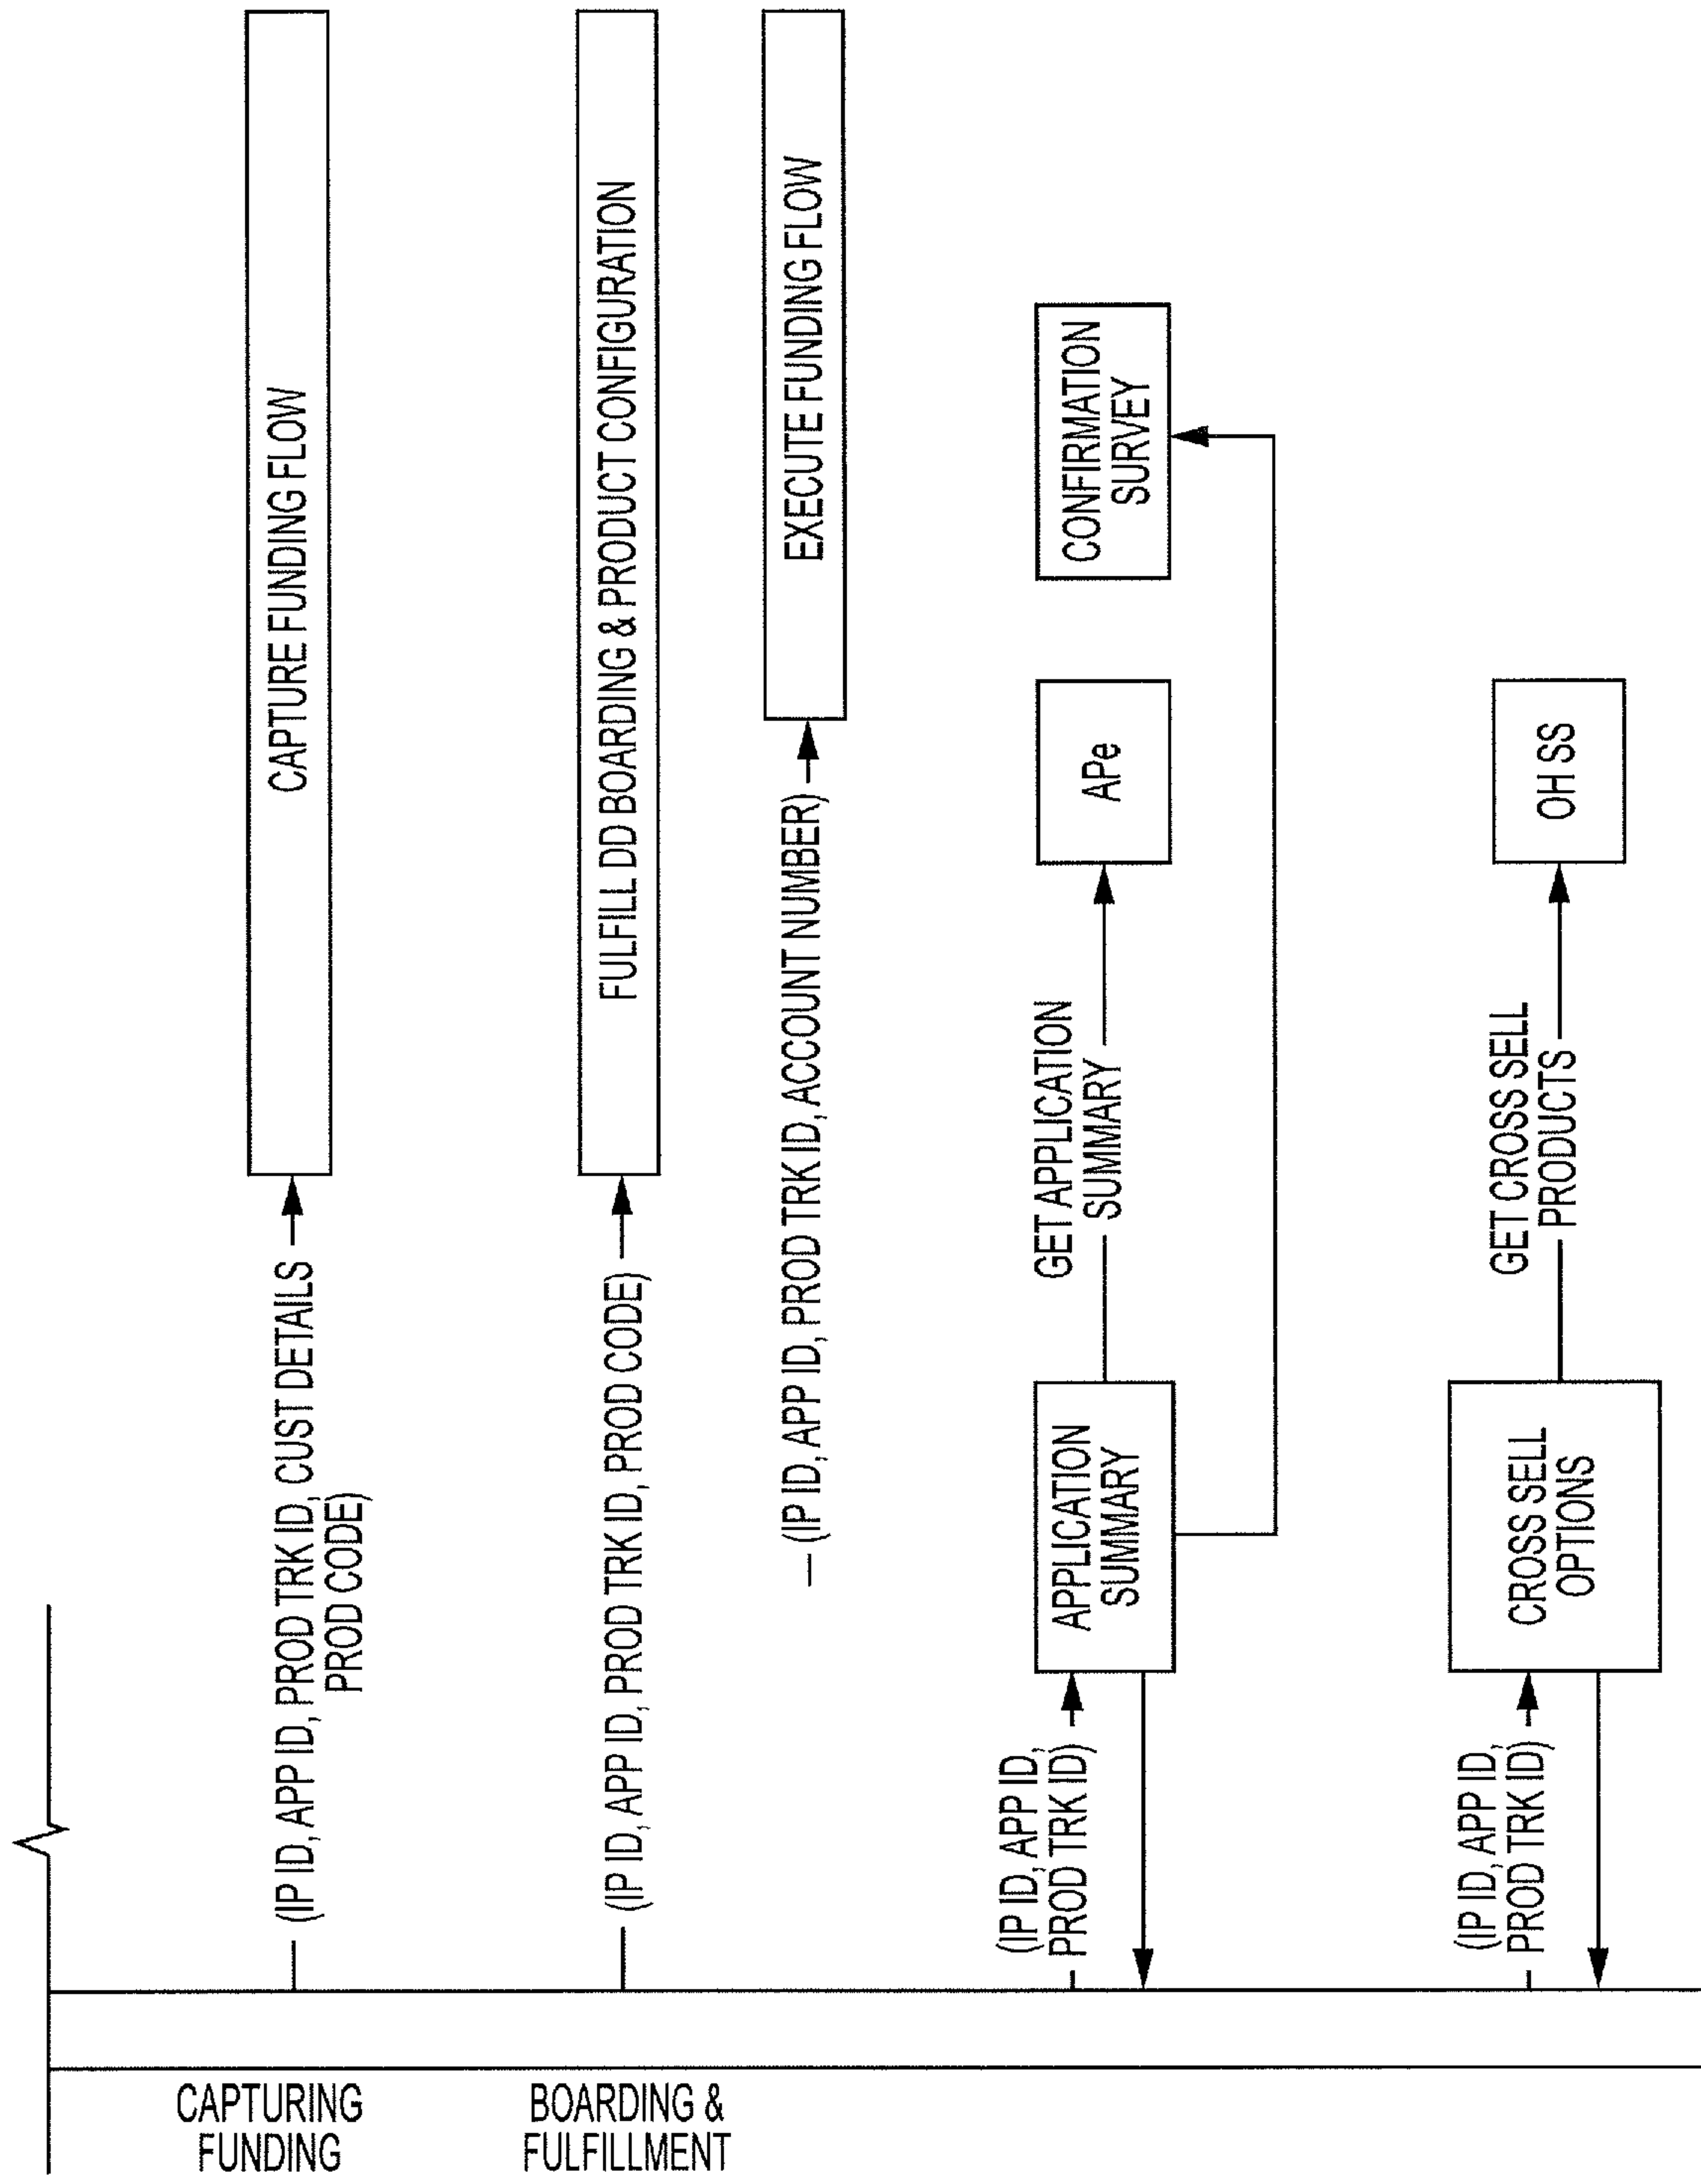 CAPTURING
FUNDING
(IP ID, APP ID, PROD TRK ID, CUST DETAILS
PROD CODE)
CAPTURE FUNDING FLOW
BOARDING &
FULFILLMENT
(IP ID, APP ID, PROD TRK ID, PROD CODE)
FULFILL DD BOARDING & PRODUCT CONFIGURATION
(IP ID, APP ID, PROD TRK ID, ACCOUNT NUMBER)
EXECUTE FUNDING FLOW
(IP ID, APP ID,
PROD TRK ID)
APPLICATION
SUMMARY
GET APPLICATION
SUMMARY
APe
CONFIRMATION
SURVEY
(IP ID, APP ID,
PROD TRK ID)
CROSS SELL
OPTIONS
GET CROSS SELL
PRODUCTS
OH SS